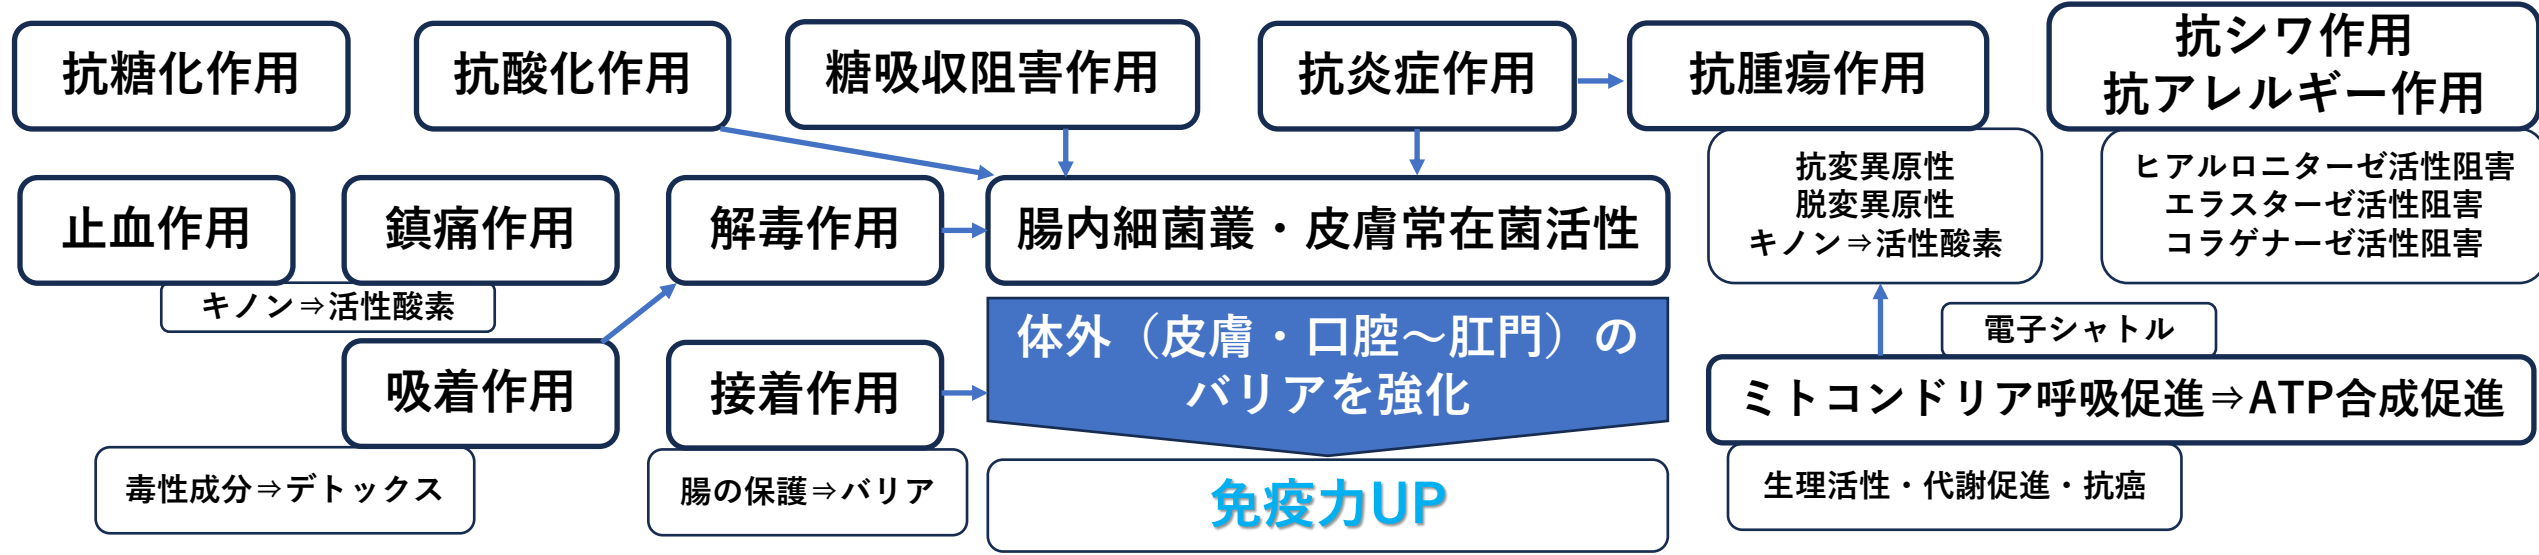 抗糖化作用
抗酸化作用
糖吸収阻害作用
抗炎症作用
抗腫瘍作用
抗シワ作用
抗アレルギー作用
抗変異原性
脱変異原性
キノン⇒活性酸素
ヒアルロニターゼ活性阻害
エラスターゼ活性阻害
コラゲナーゼ活性阻害
止血作用
鎮痛作用
解毒作用
腸内細菌叢・皮膚常在菌活性
キノン⇒活性酸素
体外（皮膚・口腔～肛門）の
バリアを強化
電子シャトル
吸着作用
接着作用
ミトコンドリア呼吸促進⇒ATP合成促進
毒性成分⇒デトックス
腸の保護⇒バリア
免疫力UP
生理活性・代謝促進・抗癌